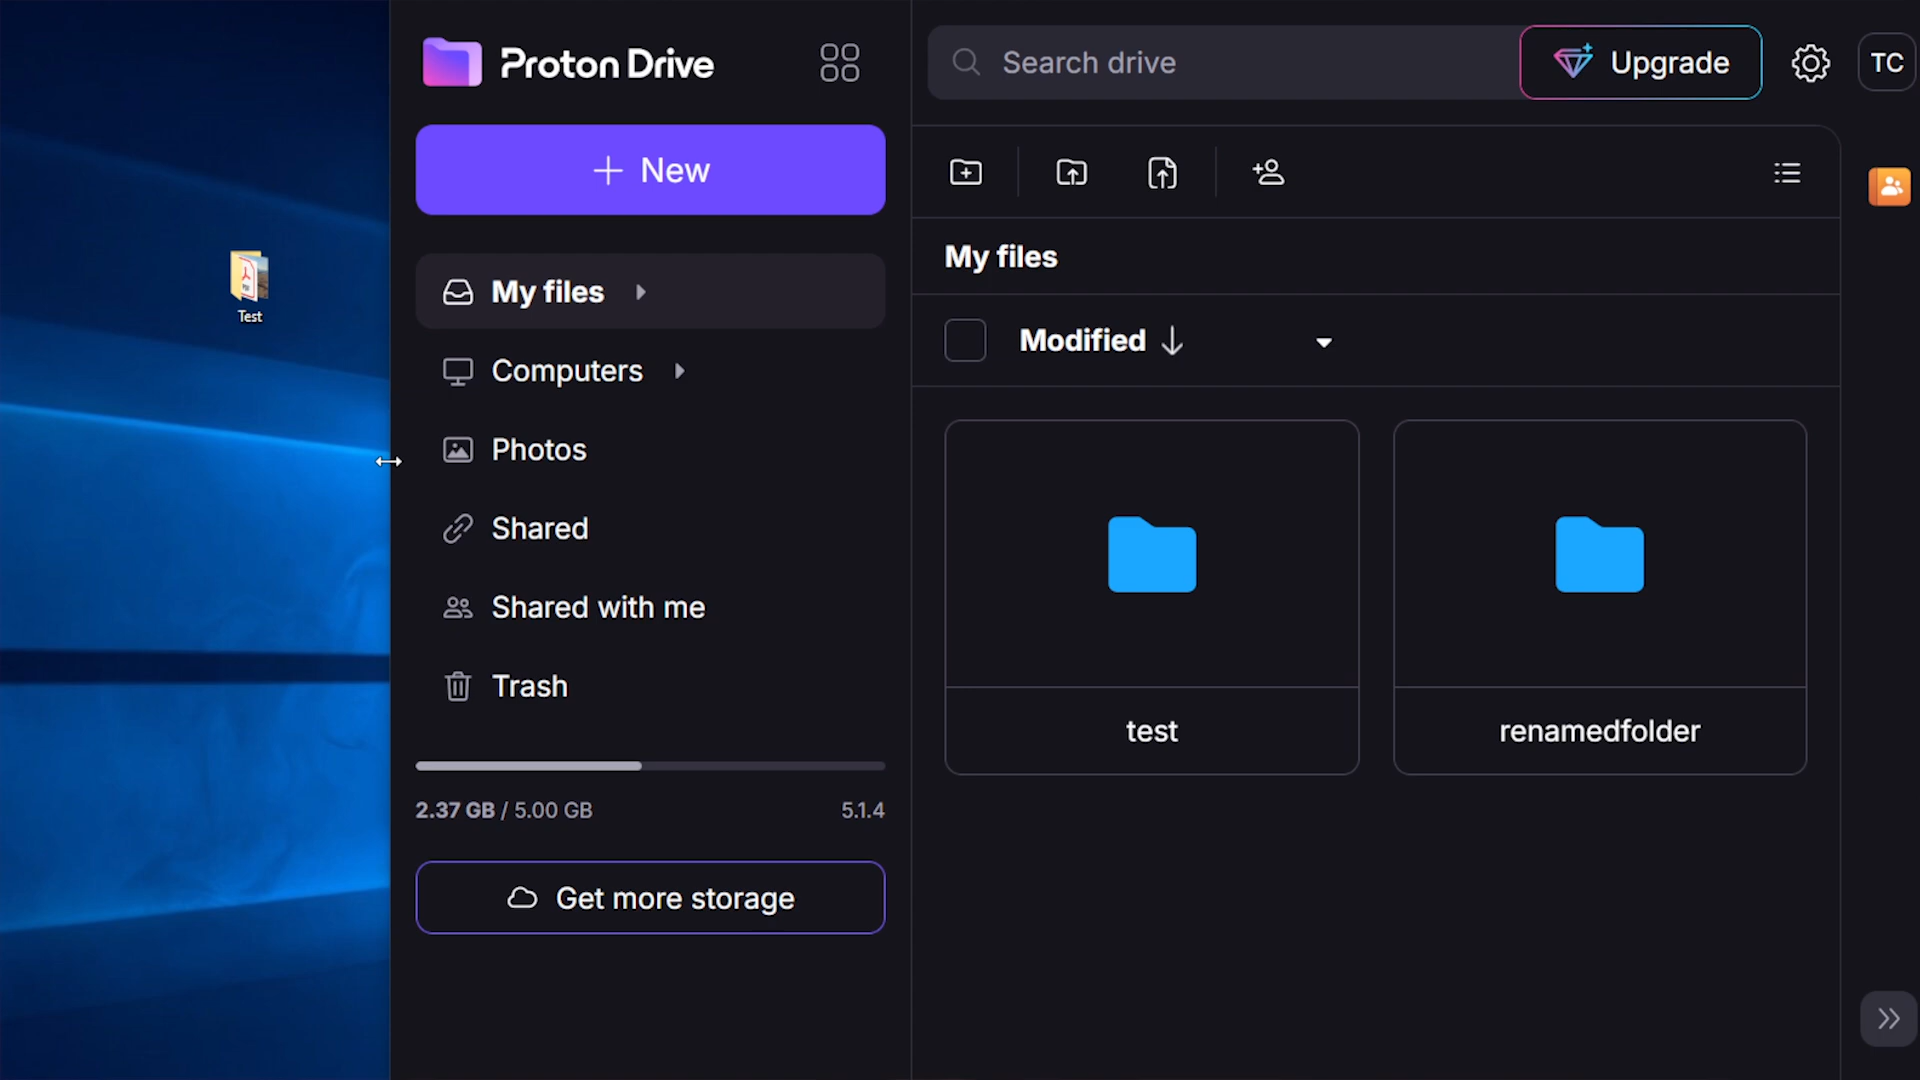 Test
Proton Drive
New
My files
Computers
Photos
Shared
Shared with me
Trash
2.37 GB / 5.00 GB
5.1.4
Get more storage
Search drive
Upgrade
TC
My files
Modified
test
renamedfolder